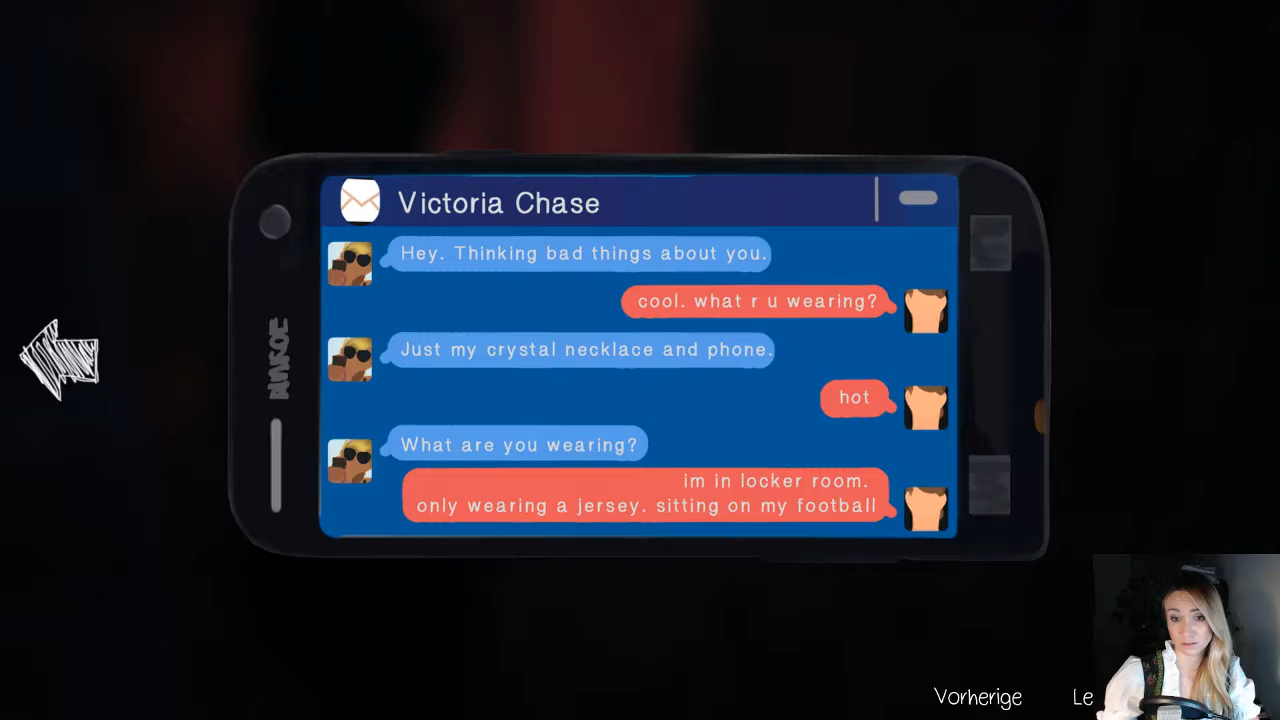 Victoria Chase
Hey. Thinking bad things about you.
cool. what r u wearing?
Just my crystal necklace and phone.
hot
What are you wearing?
im in locker room.
only wearing a jersey. sitting on my football
Vorherige
Le